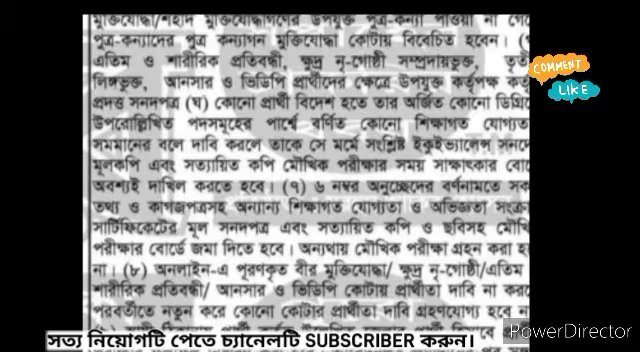 মুক্তিযোদ্ধা/শহীদ মুক্তিযোদ্ধাগণের উপযুক্ত পুত্র-কন্যা পাওয়া না গেলে
পুত্র-কন্যাদের পুত্র কন্যাগন মুক্তিযোদ্ধা কোটায় বিবেচিত হবেন।
এতিম ও শারীরিক প্রতিবন্ধী, ক্ষুদ্র নৃ-গোষ্ঠী সম্প্রদায়ভুক্ত,
লিঙ্গভুক্ত, আনসার ও ভিডিপি প্রার্থীদের ক্ষেত্রে উপযুক্ত কর্তৃপক্ষ
প্রদত্ত সনদপত্র (ঘ) কোনো প্রার্থী বিদেশ হতে তার অর্জিত কোনো
উপরোল্লিখিত পদসমূহের পার্শ্বে বর্ণিত কোনো শিক্ষাগত
সমমানের বলে দাবি করলে তাকে সে মর্মে সংশ্লিষ্ট ইকুইভ্যালেন্স
মূলকপি এবং সত্যায়িত কপি মৌখিক পরীক্ষার সময় সাক্ষাৎকার
অবশ্যই দাখিল করতে হবে। (৭) ৬ নম্বর অনুচ্ছেদের বর্ণনামতে
তথ্য ও কাগজপত্রসহ অন্যান্য শিক্ষাগত যোগ্যতা ও অভিজ্ঞতা
সার্টিফিকেটের মূল সনদপত্র এবং সত্যায়িত কপি ও ছবিসহ
পরীক্ষার বোর্ডে জমা দিতে হবে। অন্যথায় মৌখিক পরীক্ষা গ্রহন করা
না। (৮) অনলাইন-এ পুরণকৃত বীর মুক্তিযোদ্ধা/ ক্ষুদ্র নৃ-গোষ্ঠী/এতিম
শারীরিক প্রতিবন্ধী/ আনসার ও ভিডিপি কোটায় প্রার্থীতা দাবি না
পরবর্তীতে নতুন করে কোনো কোটার প্রার্থীতা দাবি গ্রহণযোগ্য হবে
COMMENT
LIKE
সত্য নিয়োগটি পেতে চ্যানেলটি SUBSCRIBER করুন।
PowerDirector